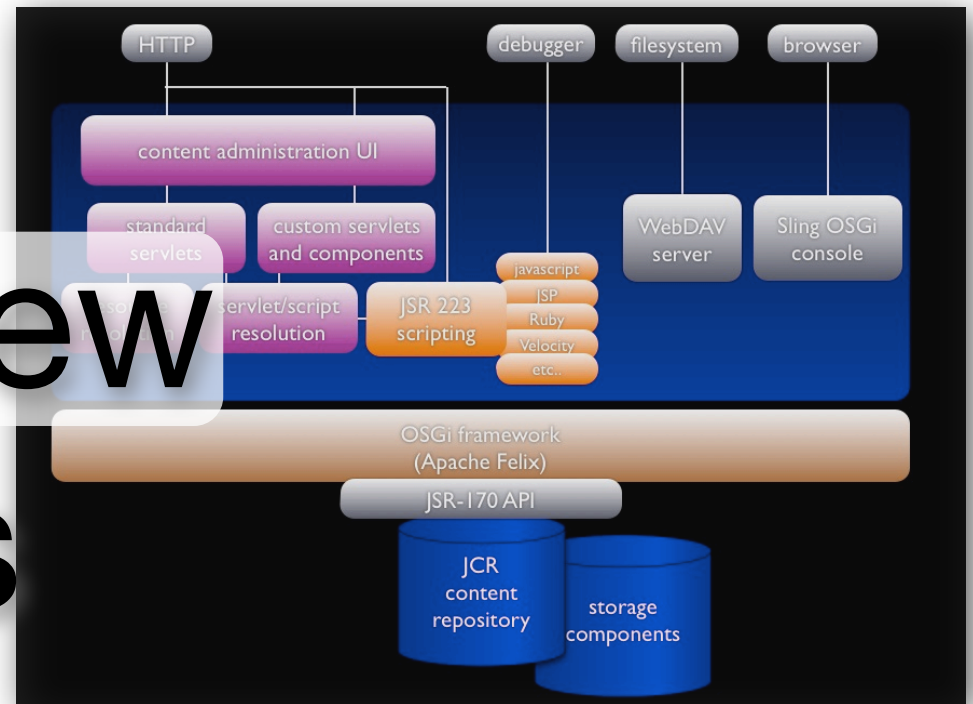 HTTP
debugger
filesystem
browser
content administration UI
standard
servlets
custom servlets
and components
WebDAV
server
Sling OSGi
console
javascript
JSP
Ruby
Velocity
etc..
ew
servlet/script
resolution
JSR 223
scripting
OSGi framework
(Apache Felix)
JSR-170 API
s
JCR
content
repository
storage
components